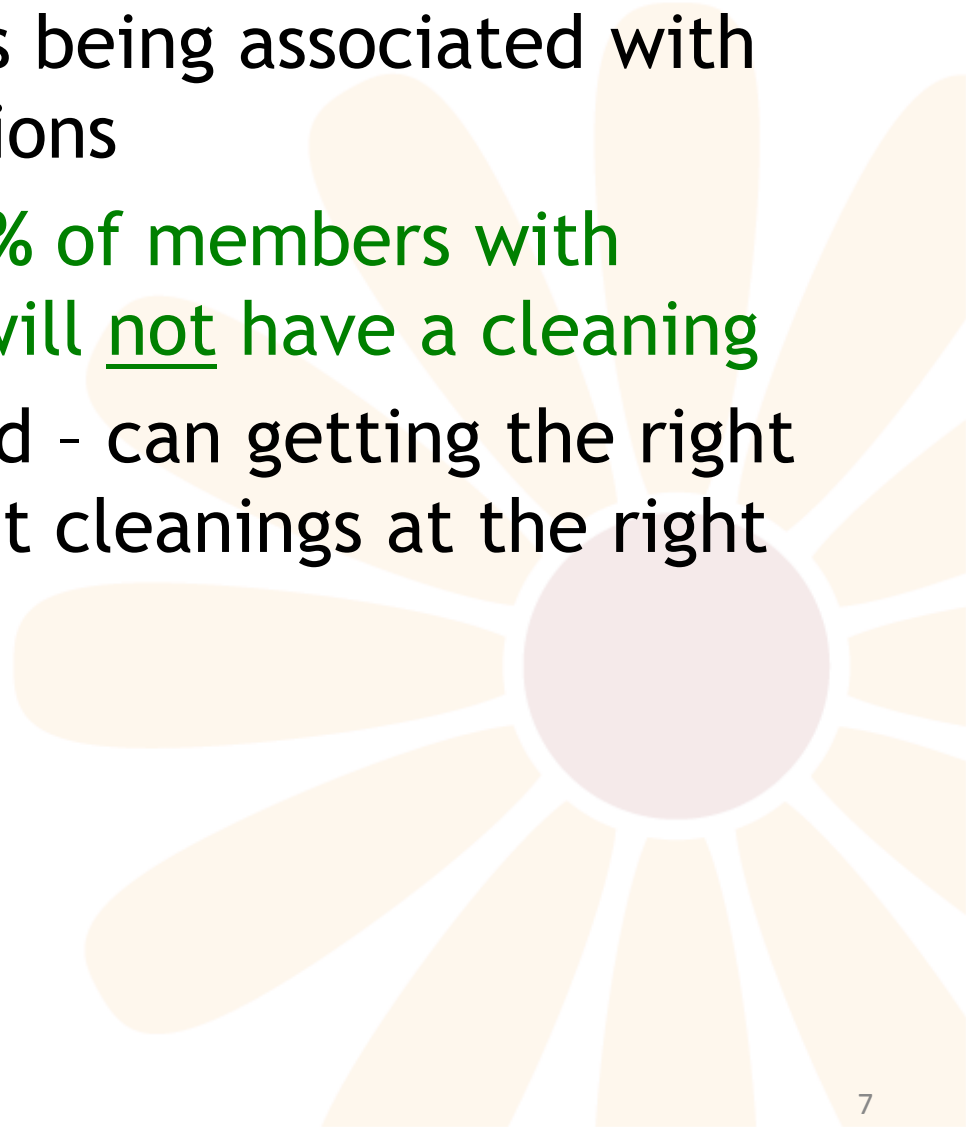 s being associated with
ions
% of members with
will not have a cleaning
d – can getting the right
t cleanings at the right
7